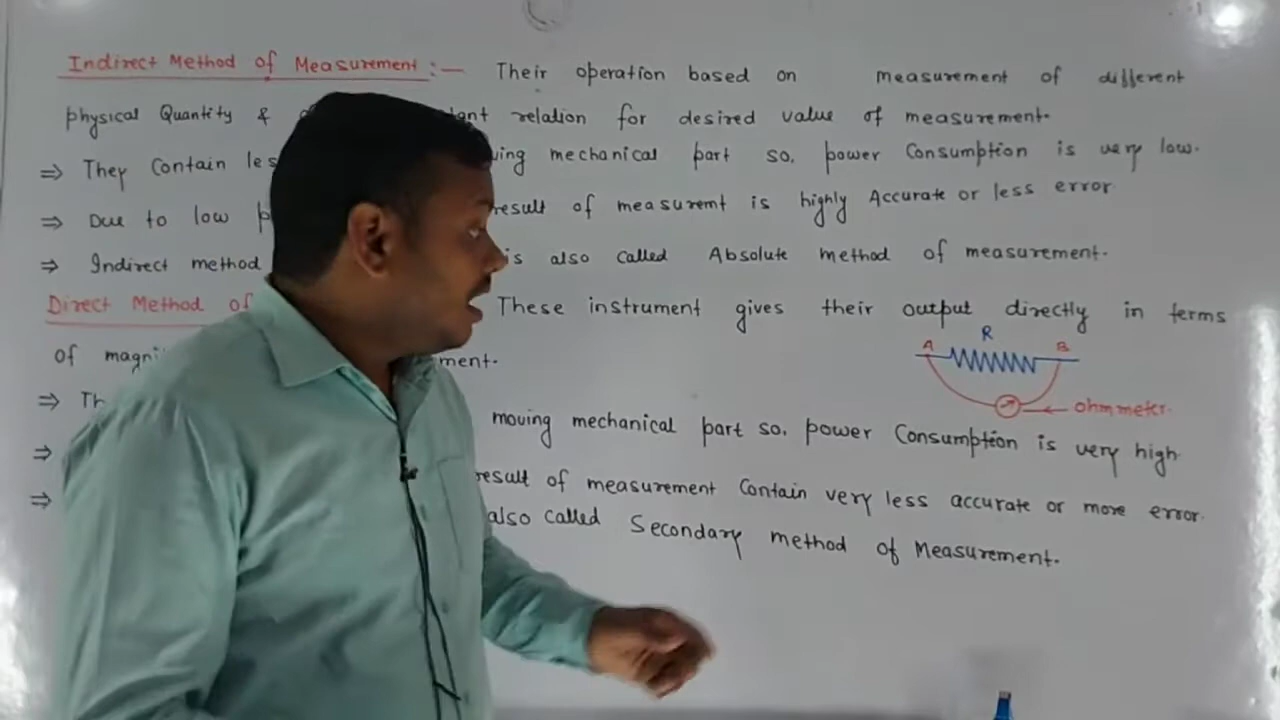 Indirect Method of Measurement :— Their operation based on measurement of different
physical Quantity & relation for desired value of measurement.
⇒ They Contain mechanical part so, power Consumption is very low.
⇒ Due to low result of measuremt is highly Accurate or less error
⇒ Indirect method is also called Absolute method of measurement.
Direct Method of These instrument gives their output directly in terms
of
R
A B
ohmmeter.
⇒ moving mechanical part so, power Consumption is very high.
⇒ result of measurement Contain very less accurate or more error.
⇒ also called Secondary method of Measurement.